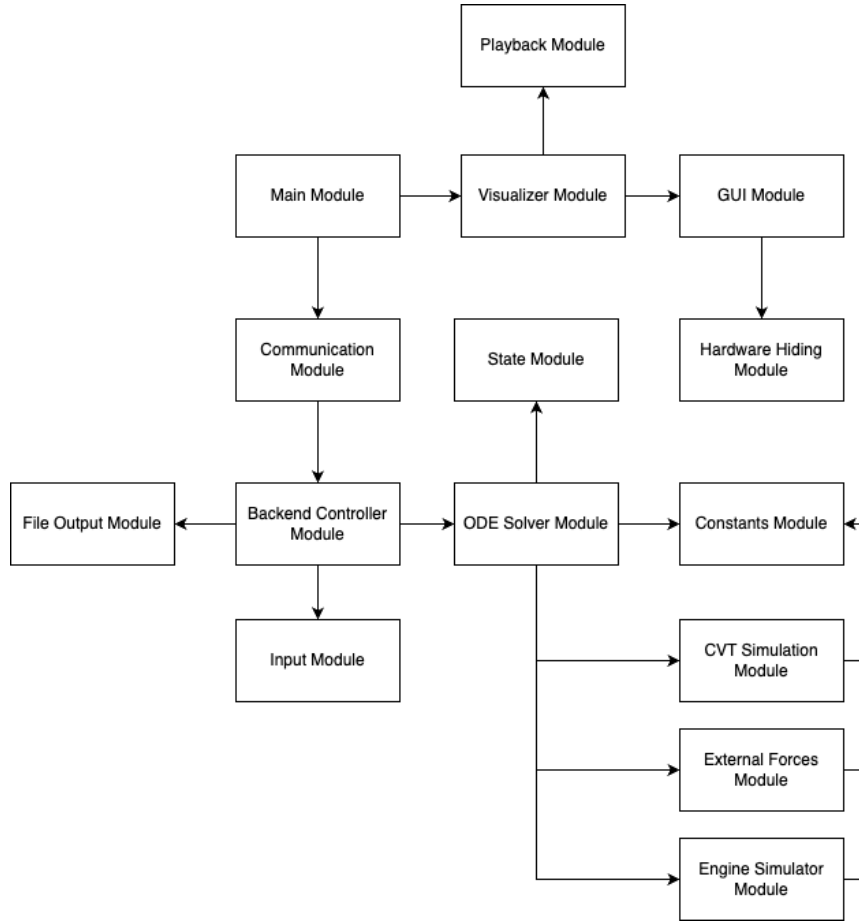 Playback Module
Main Module
Visualizer Module
GUI Module
Communication
Module
State Module
Hardware Hiding
Module
File Output Module
Backend Controller
Module
ODE Solver Module
Constants Module
Input Module
CVT Simulation
Module
External Forces
Module
Engine Simulator
Module